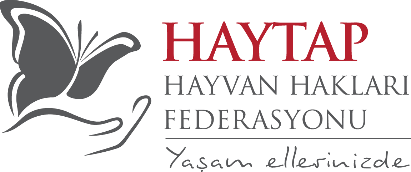 HAYTAP
HAYVAN HAKLARI
FEDERASYONU
Yaşam ellerinizde